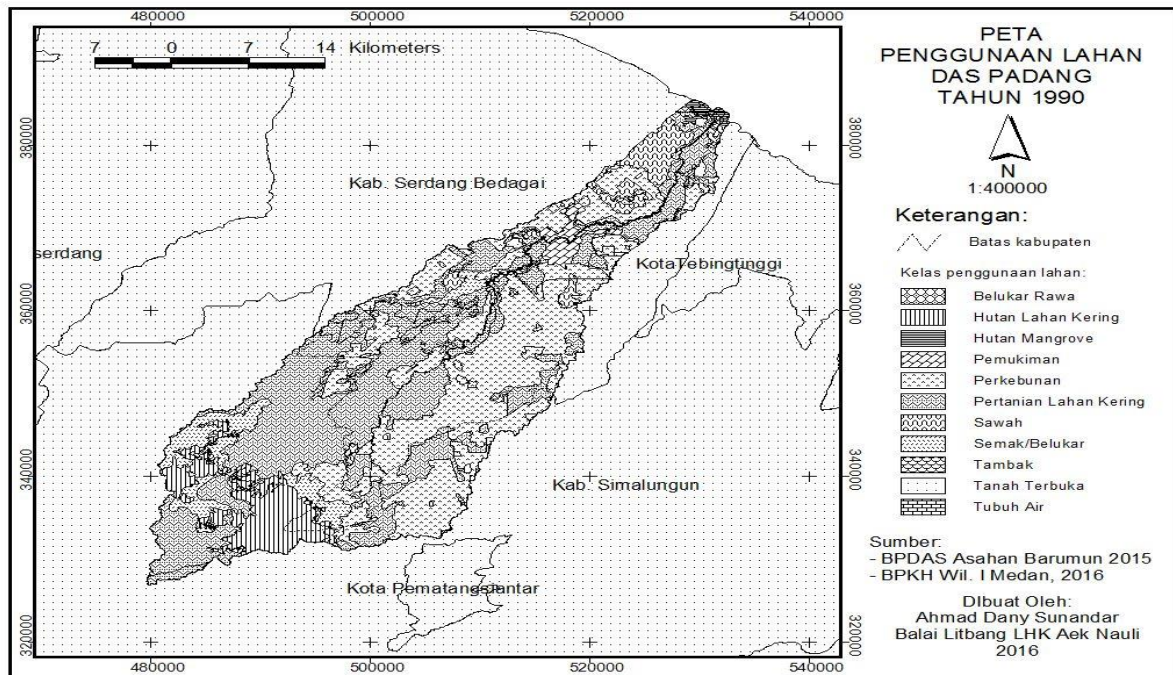 480000 500000 520000 540000
7 0 7 14 Kilometers
380000 380000
Kab. Serdang Bedagai
serdang
KotaTebingtinggi
360000 360000
340000 340000
Kab. Simalungun
Kota Pematangsiantar
320000 320000
480000 500000 520000 540000
PETA
PENGGUNAAN LAHAN
DAS PADANG
TAHUN 1990
N
1:400000
Keterangan:
Batas kabupaten
Kelas penggunaan lahan:
Belukar Rawa
Hutan Lahan Kering
Hutan Mangrove
Pemukiman
Perkebunan
Pertanian Lahan Kering
Sawah
Semak/Belukar
Tambak
Tanah Terbuka
Tubuh Air
Sumber:
- BPDAS Asahan Barumun 2015
- BPKH Wil. I Medan, 2016
DIbuat Oleh:
Ahmad Dany Sunandar
Balai Litbang LHK Aek Nauli
2016